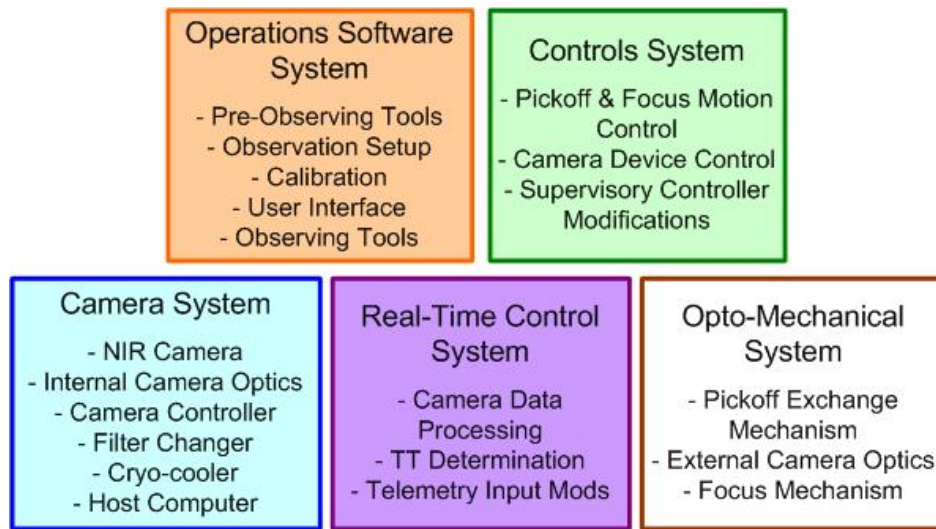 Operations Software
System
- Pre-Observing Tools
- Observation Setup
- Calibration
- User Interface
- Observing Tools
Controls System
- Pickoff & Focus Motion
Control
- Camera Device Control
- Supervisory Controller
Modifications
Camera System
- NIR Camera
- Internal Camera Optics
- Camera Controller
- Filter Changer
- Cryo-cooler
- Host Computer
Real-Time Control
System
- Camera Data
Processing
- TT Determination
- Telemetry Input Mods
Opto-Mechanical
System
- Pickoff Exchange
Mechanism
- External Camera Optics
- Focus Mechanism